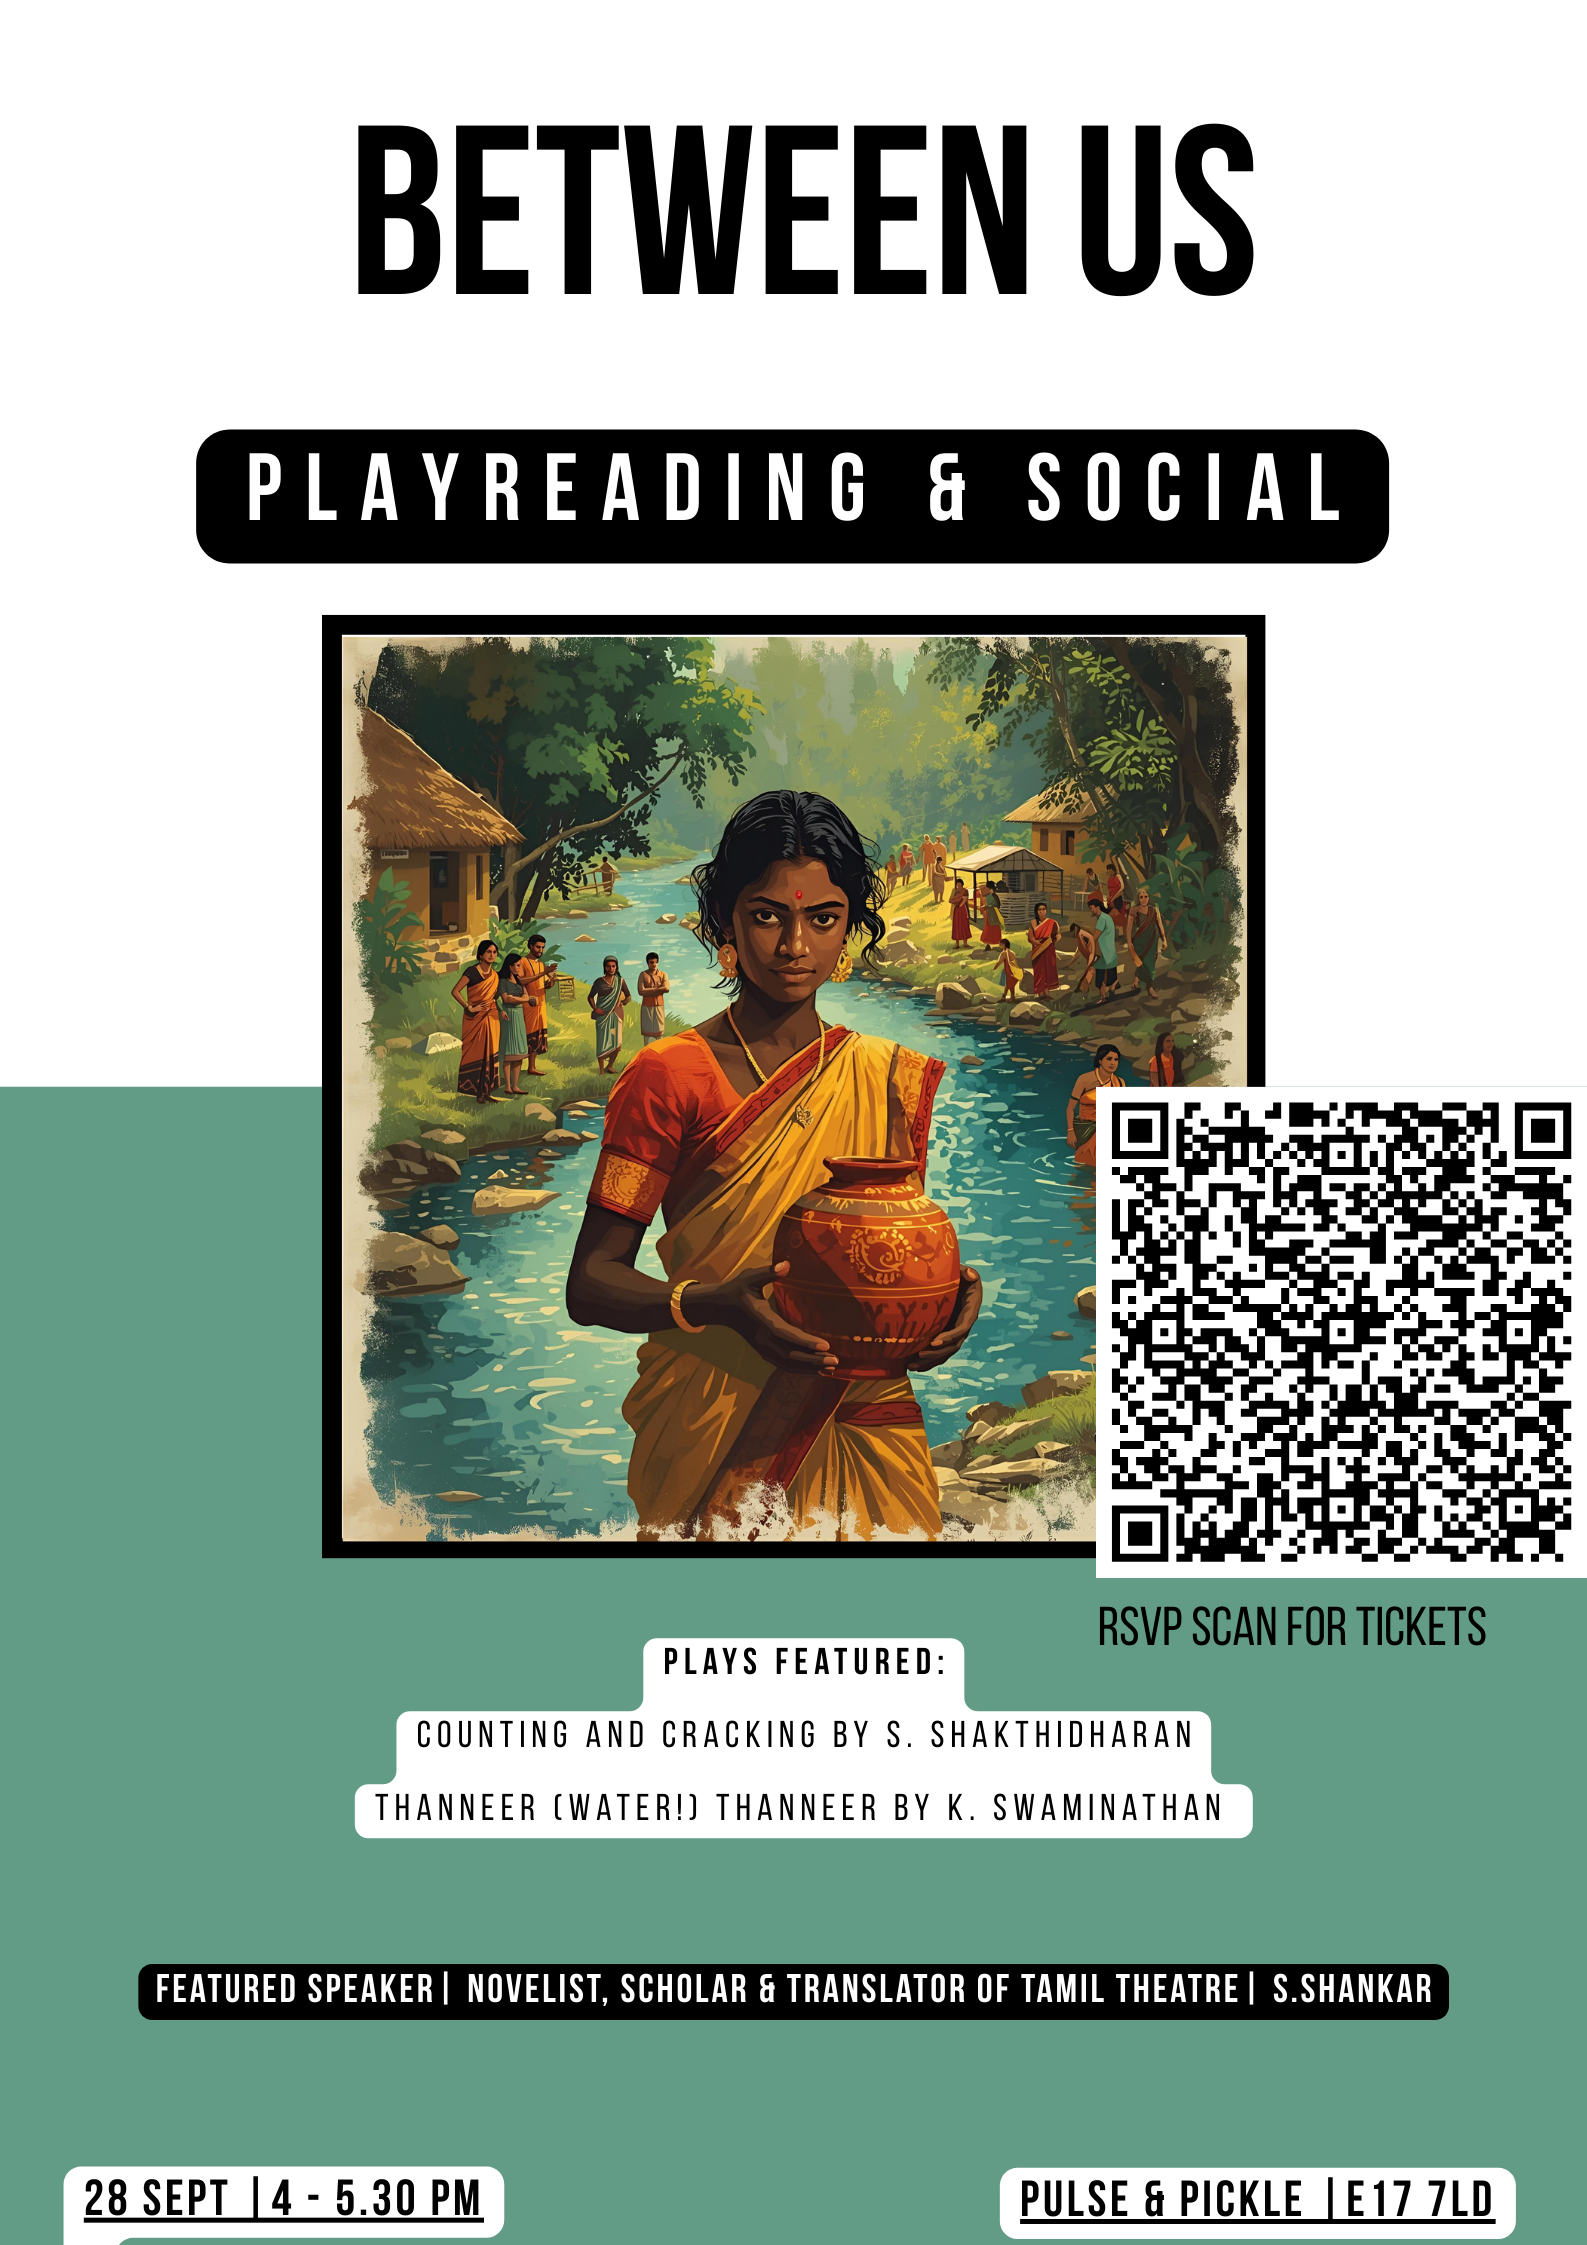 BETWEEN US
PLAYREADING & SOCIAL
RSVP SCAN FOR TICKETS
PLAYS FEATURED:
COUNTING AND CRACKING BY S. SHAKTHIDHARAN
THANNEER (WATER!) THANNEER BY K. SWAMINATHAN
FEATURED SPEAKER| NOVELIST, SCHOLAR & TRANSLATOR OF TAMIL THEATRE| S.SHANKAR
28 SEPT |4 - 5.30 PM
PULSE & PICKLE |E17 7LD